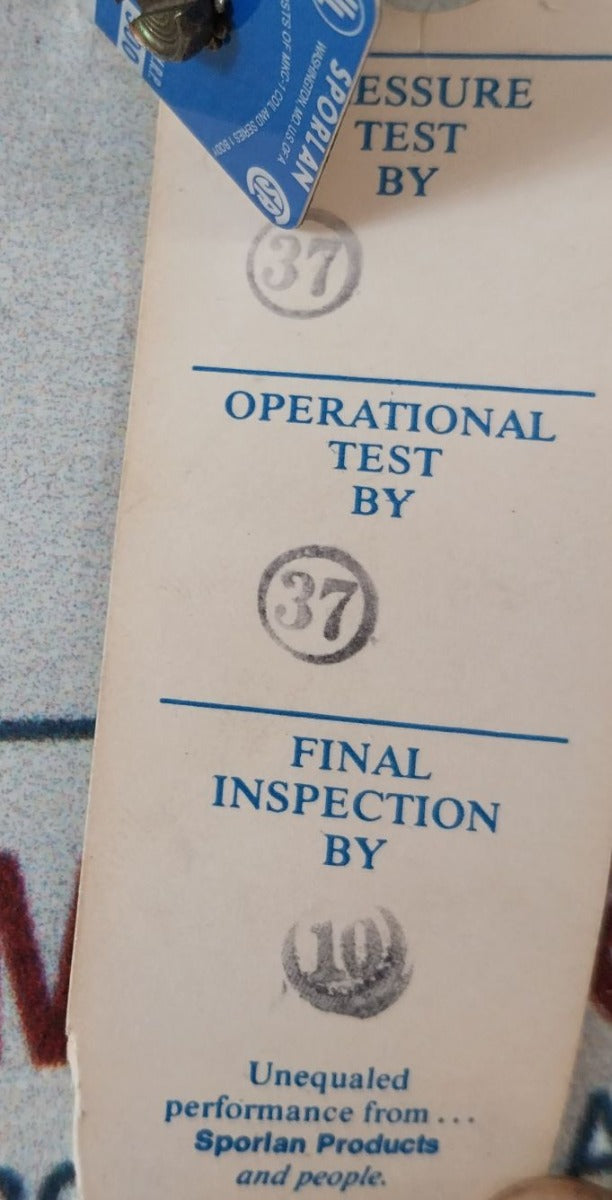 SPORLAN
WASHINGTON, MO. US OF A
ESSURE
TEST
BY
37
OPERATIONAL
TEST
BY
37
FINAL
INSPECTION
BY
10
Unequaled
performance from...
Sporlan Products
and people.